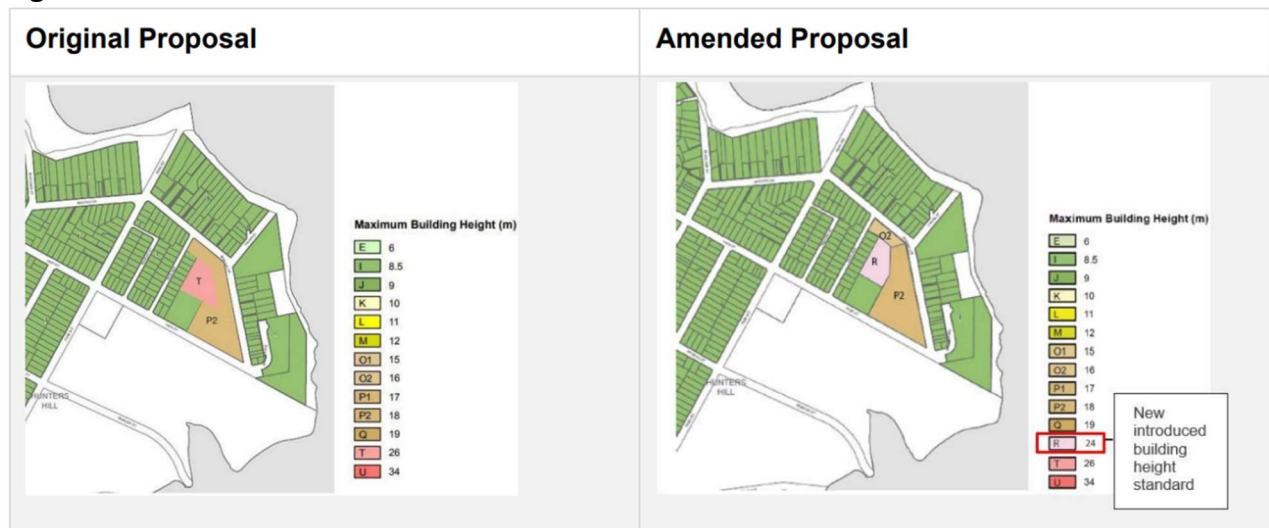 Original Proposal
Amended Proposal
T
P2
HUNTERS
HILL
Maximum Building Height (m)
E 6
I 8.5
J 9
K 10
L 11
M 12
O1 15
O2 16
P1 17
P2 18
Q 19
T 26
U 34
O2
R
P2
HUNTERS
HILL
Maximum Building Height (m)
E 6
I 8.5
J 9
K 10
L 11
M 12
O1 15
O2 16
P1 17
P2 18
Q 19
R 24
T 26
U 34
New
introduced
building
height
standard